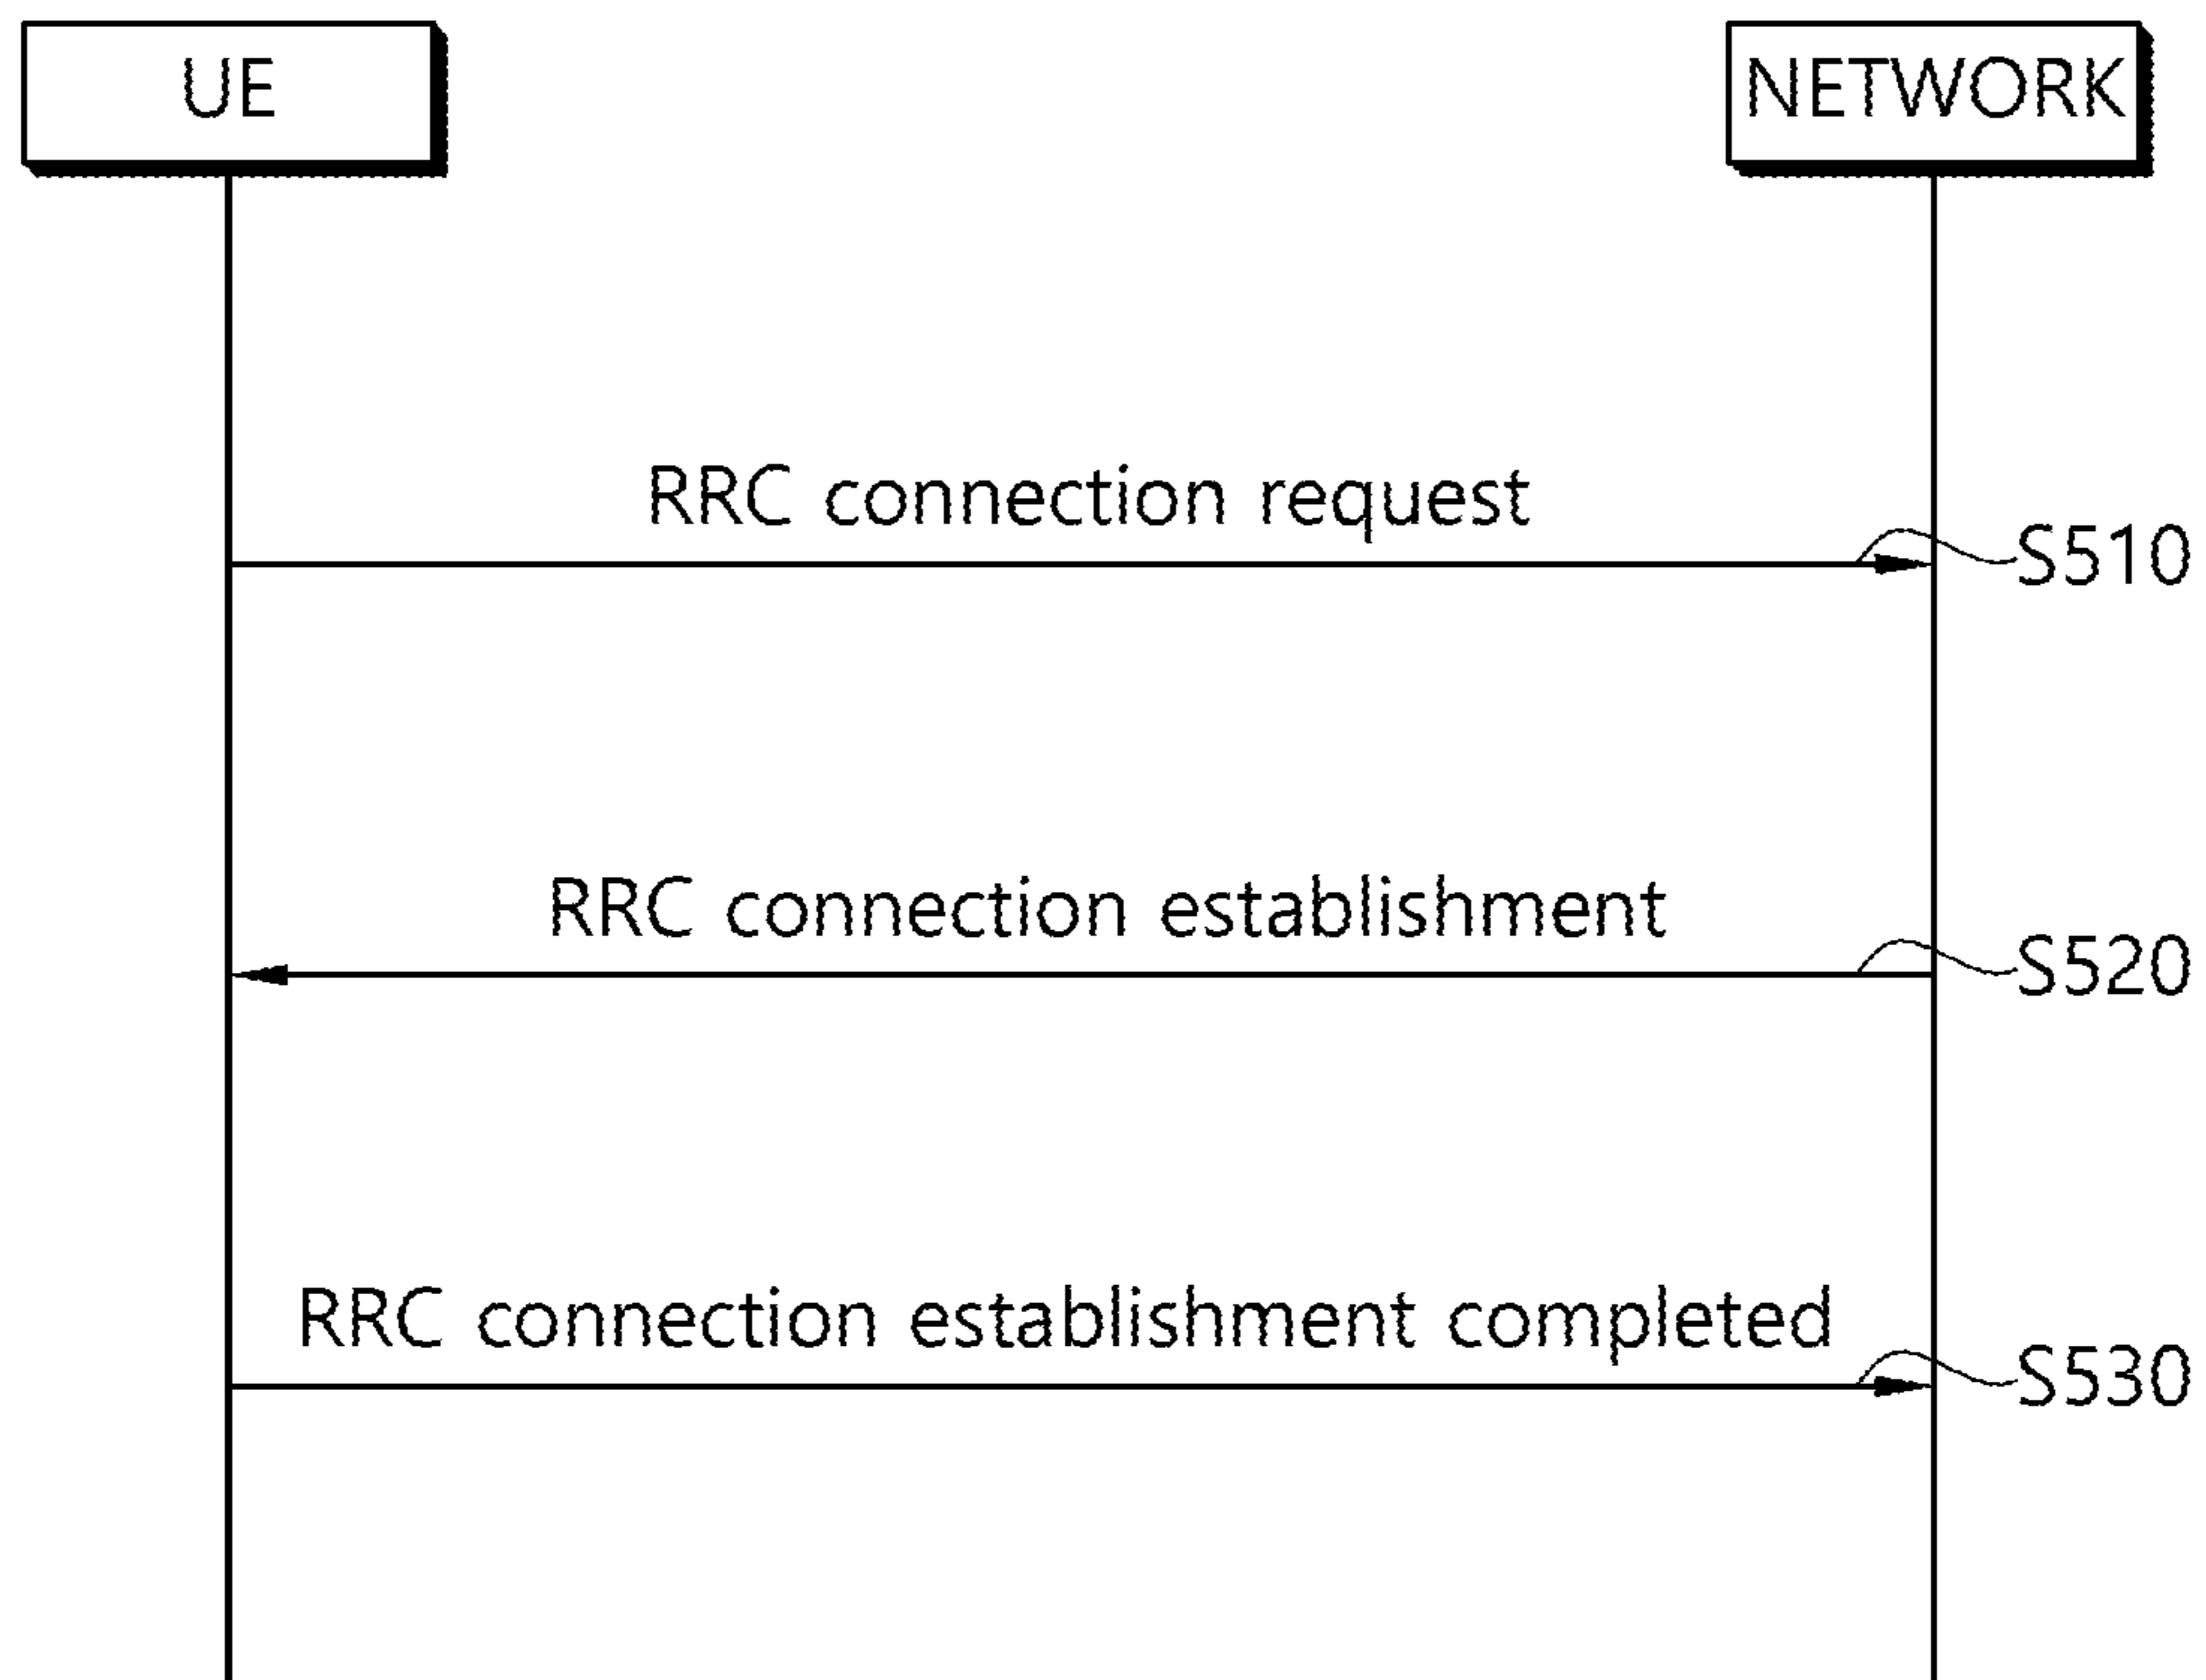 UE
NETWORK
RRC connection request
S510
RRC connection establishment
S520
RRC connection establishment completed
S530